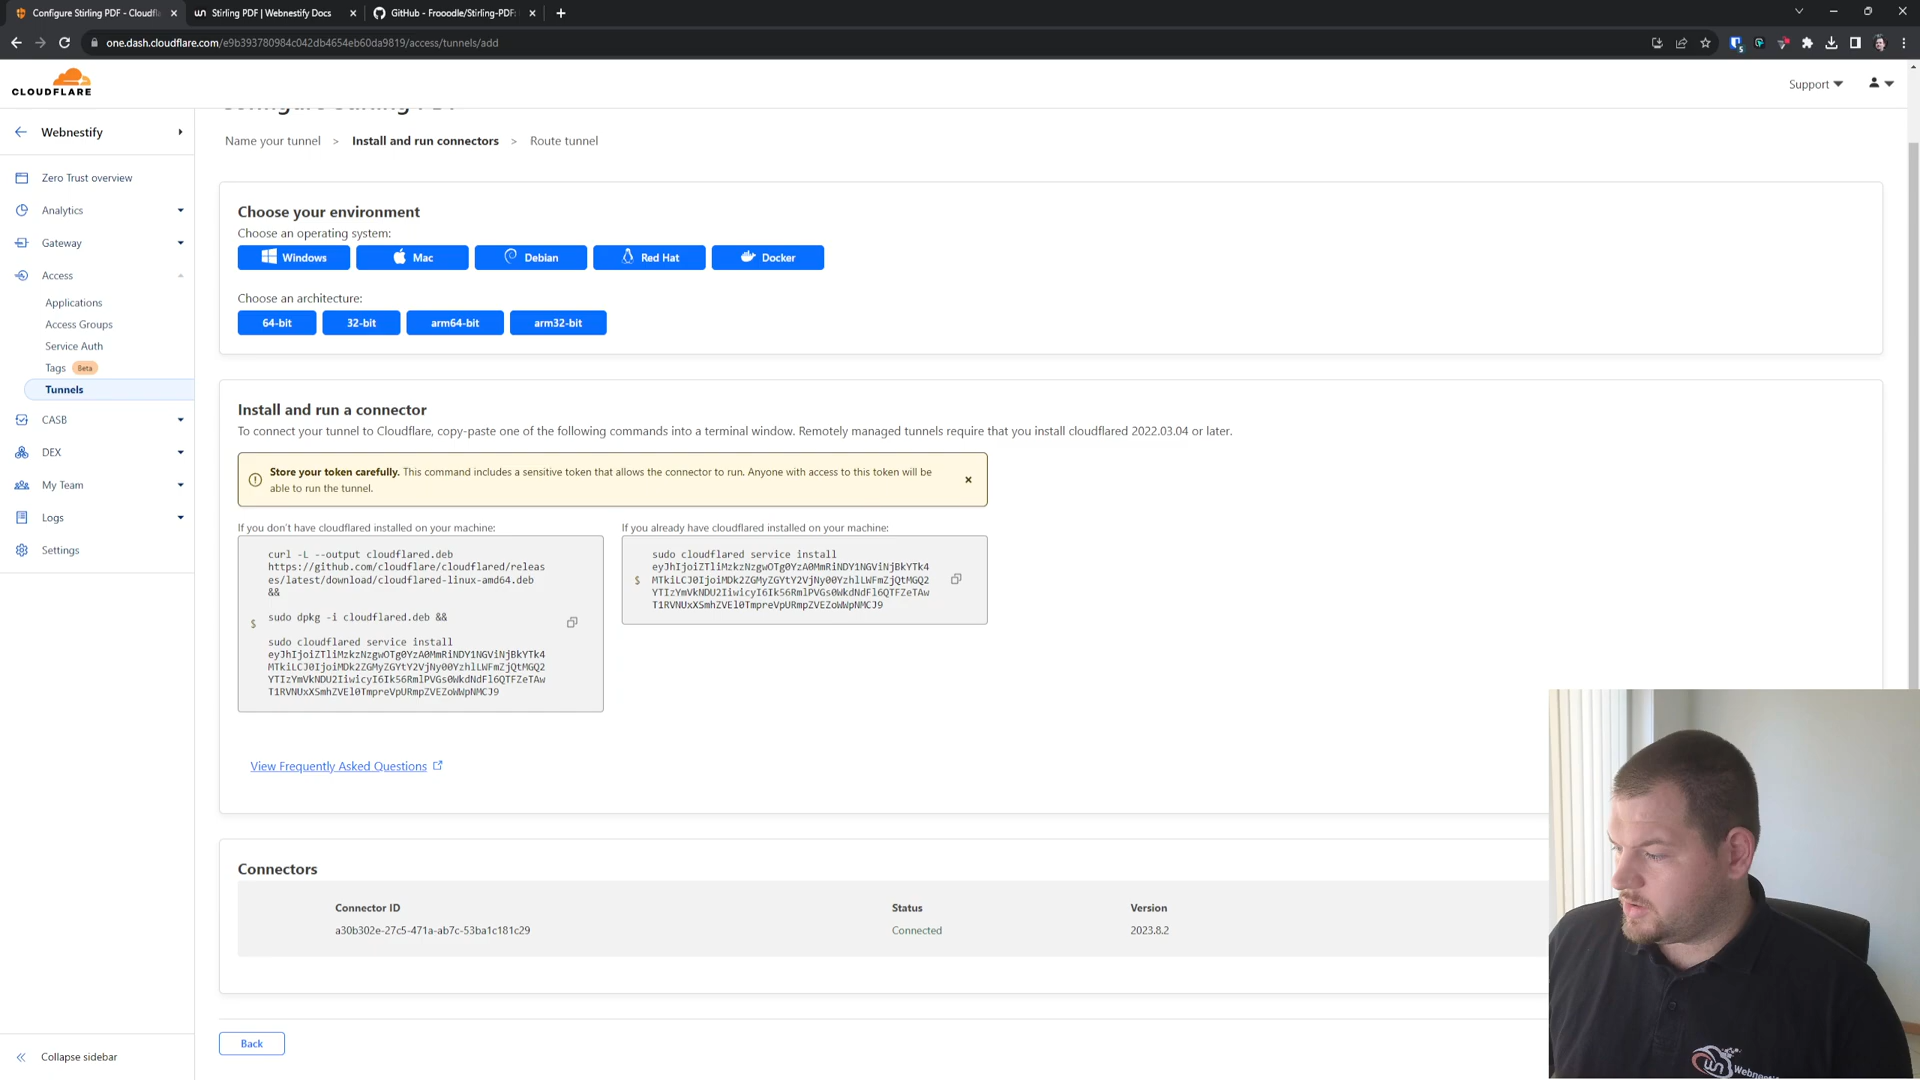 Configure Stirling PDF - Cloudfl
Stirling PDF | Webnestify Docs
GitHub - Frooodle/Stirling-PDF:
one.dash.cloudflare.com/e9b393780984c042db4654eb60da9819/access/tunnels/add
CLOUDFLARE
Support
Webnestify
Zero Trust overview
Analytics
Gateway
Access
Applications
Access Groups
Service Auth
Tags Beta
Tunnels
CASB
DEX
My Team
Logs
Settings
Collapse sidebar
Configure Stirling PDF
Name your tunnel > Install and run connectors > Route tunnel
Choose your environment
Choose an operating system:
Windows Mac Debian Red Hat Docker
Choose an architecture:
64-bit 32-bit arm64-bit arm32-bit
Install and run a connector
To connect your tunnel to Cloudflare, copy-paste one of the following commands into a terminal window. Remotely managed tunnels require that you install cloudflared 2022.03.04 or later.
Store your token carefully. This command includes a sensitive token that allows the connector to run. Anyone with access to this token will be
able to run the tunnel.
If you don't have cloudflared installed on your machine:
$ curl -L --output cloudflared.deb
https://github.com/cloudflare/cloudflared/releas
es/latest/download/cloudflared-linux-amd64.deb
&&
sudo dpkg -i cloudflared.deb &&
sudo cloudflared service install
If you already have cloudflared installed on your machine:
$ sudo cloudflared service install
View Frequently Asked Questions
Connectors
Connector ID Status Version
a30b302e-27c5-471a-ab7c-53ba1c181c29 Connected 2023.8.2
Back
Webnesti